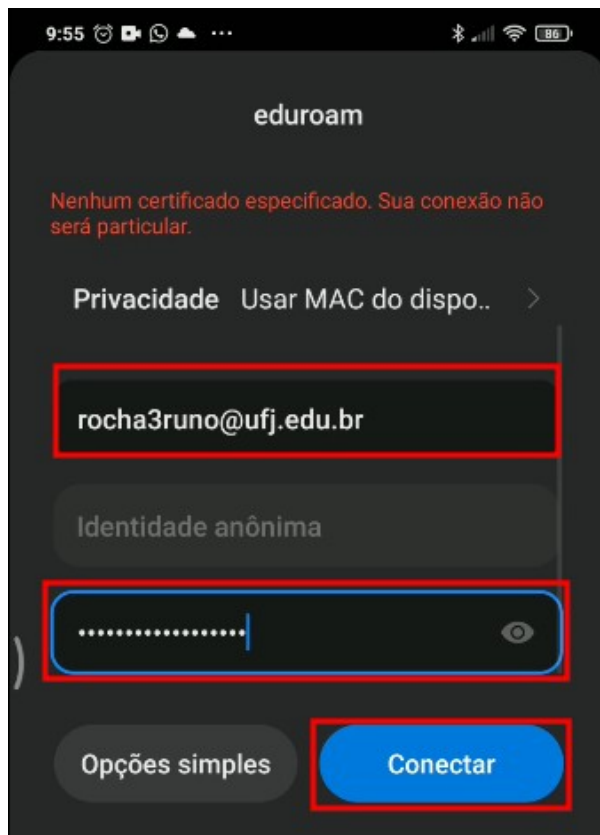 9:55 ...
86
eduroam
Nenhum certificado especificado. Sua conexão não
será particular.
Privacidade Usar MAC do dispo..
rocha3runo@ufj.edu.br
Identidade anônima
••••••••••••••••••
Opções simples Conectar